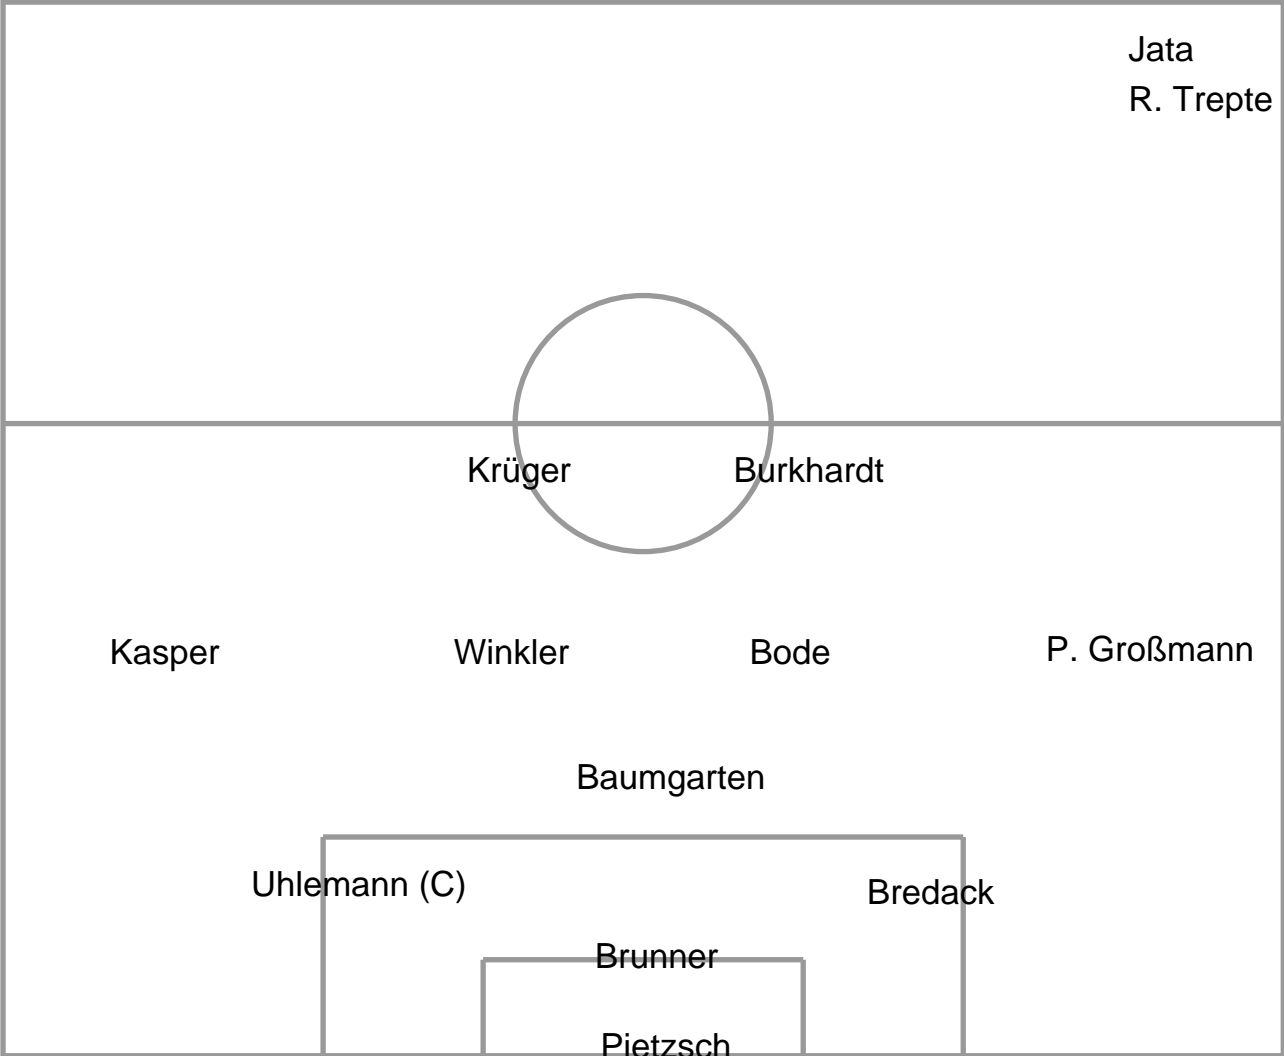 Jata
R. Trepte
Krüger
Burkhardt
Kasper
Winkler
Bode
P. Großmann
Baumgarten
Uhlemann (C)
Bredack
Brunner
Pietzsch